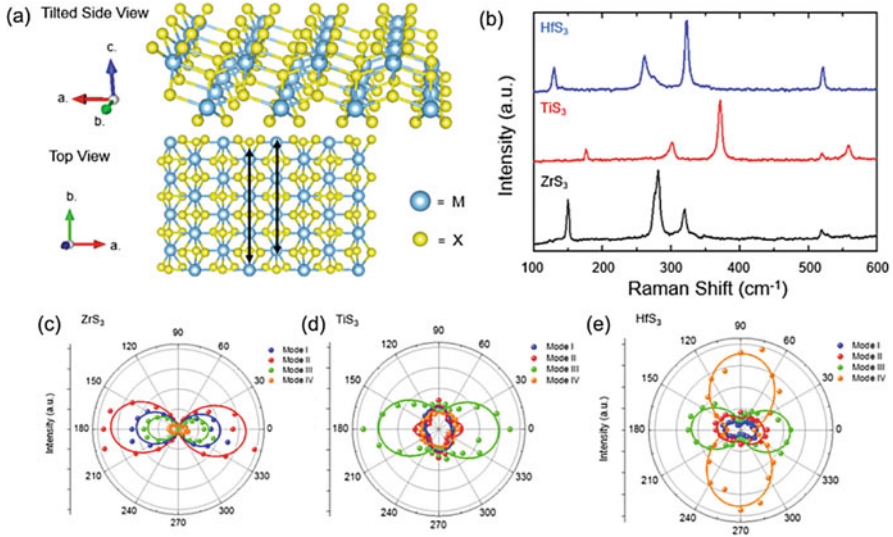 (a) Tilted Side View
c.
a.
b.
Top View
b.
a.
= M
= X
(b)
HfS3
TiS3
ZrS3
Intensity (a.u.)
100 200 300 400 500 600
Raman Shift (cm-1)
(c) ZrS3
90
120 60
150 30
180 0
210 330
240 300
270
Intensity (a.u.)
Mode I
Mode II
Mode III
Mode IV
(d) TiS3
90
120 60
150 30
180 0
210 330
240 300
270
Intensity (a.u.)
Mode I
Mode II
Mode III
Mode IV
(e) HfS3
90
120 60
150 30
180 0
210 330
240 300
270
Intensity (a.u.)
Mode I
Mode II
Mode III
Mode IV